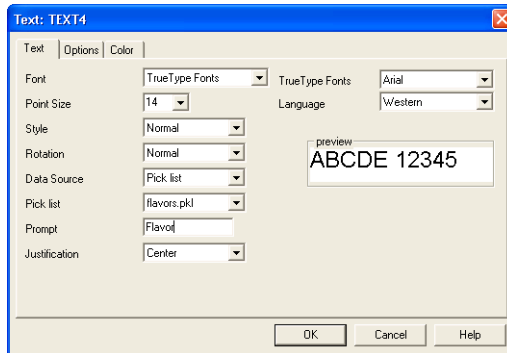 Text: TEXT4
Text Options Color
Font TrueType Fonts TrueType Fonts Arial
Point Size 14 Language Western
Style Normal
Rotation Normal
preview
ABCDE 12345
Data Source Pick list
Pick list flavors.pkl
Prompt Flavor
Justification Center
OK Cancel Help